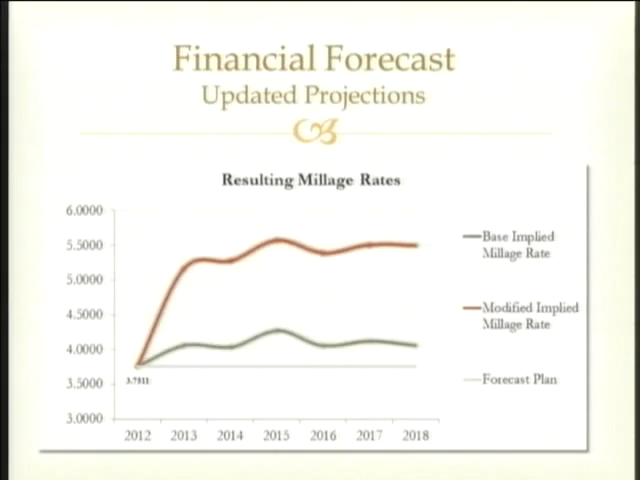 Financial Forecast
Updated Projections
Resulting Millage Rates
6.0000
5.5000
5.0000
4.5000
4.0000
3.5000
3.0000
2012 2013 2014 2015 2016 2017 2018
Base Implied
Millage Rate
Modified Implied
Millage Rate
Forecast Plan